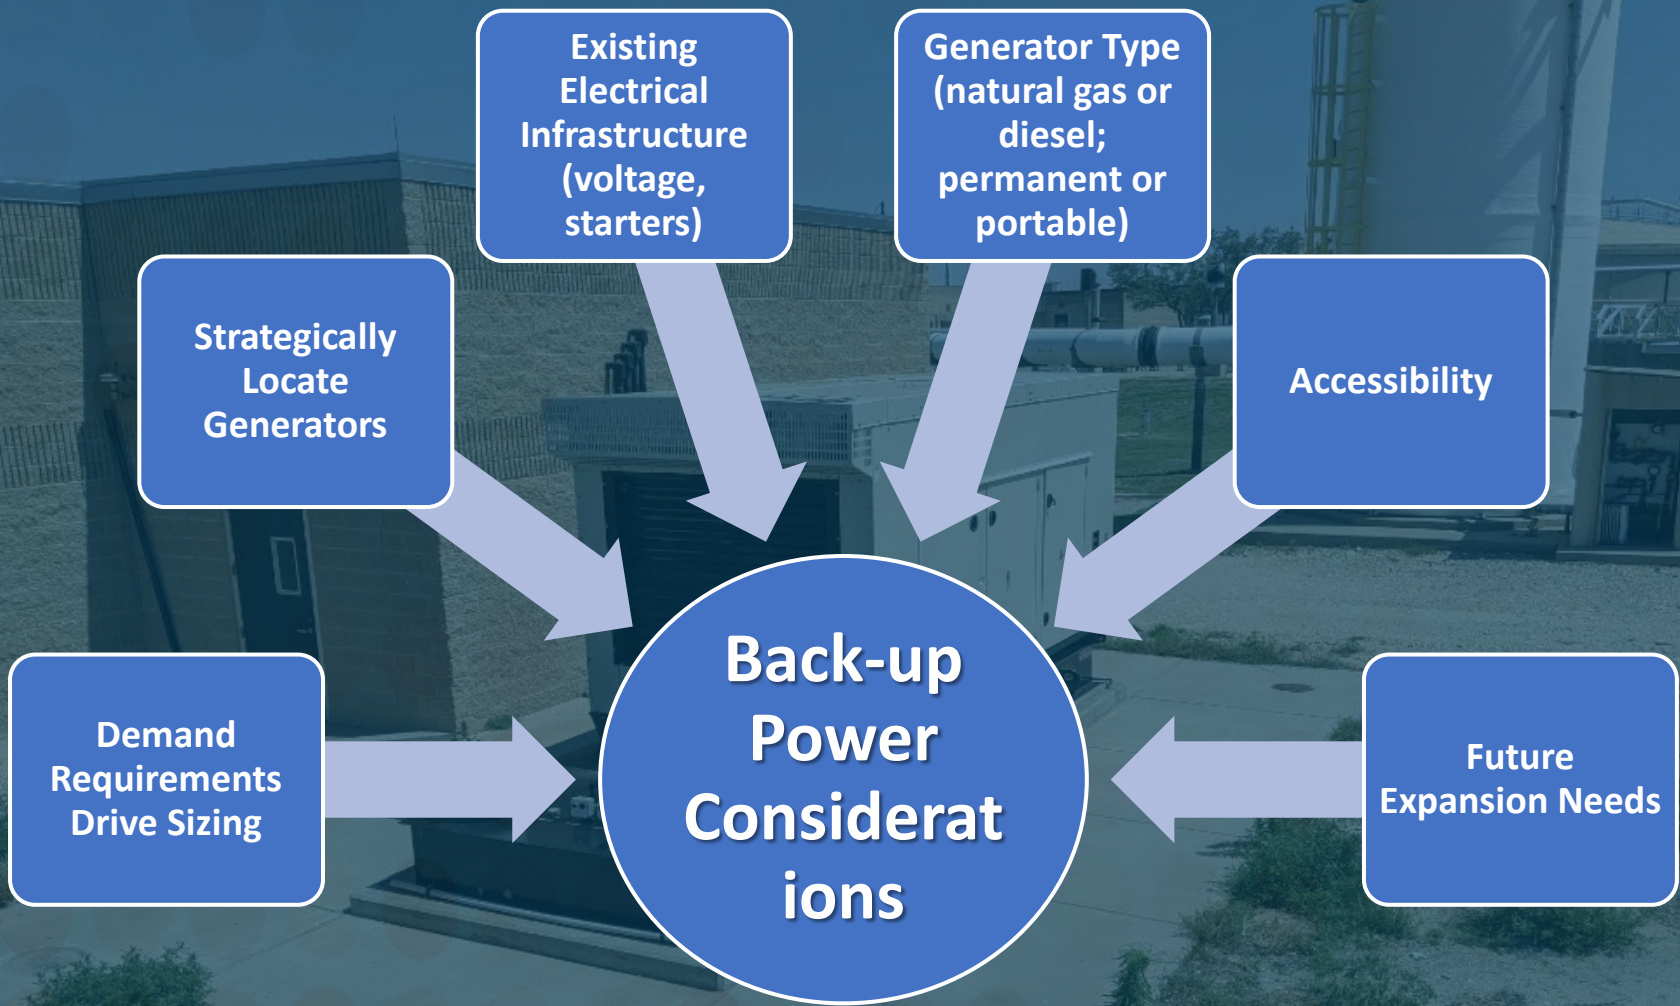 Existing
Electrical
Infrastructure
(voltage,
starters)
Generator Type
(natural gas or
diesel;
permanent or
portable)
Strategically
Locate
Generators
Accessibility
Demand
Requirements
Drive Sizing
Back-up
Power
Considerat
ions
Future
Expansion Needs